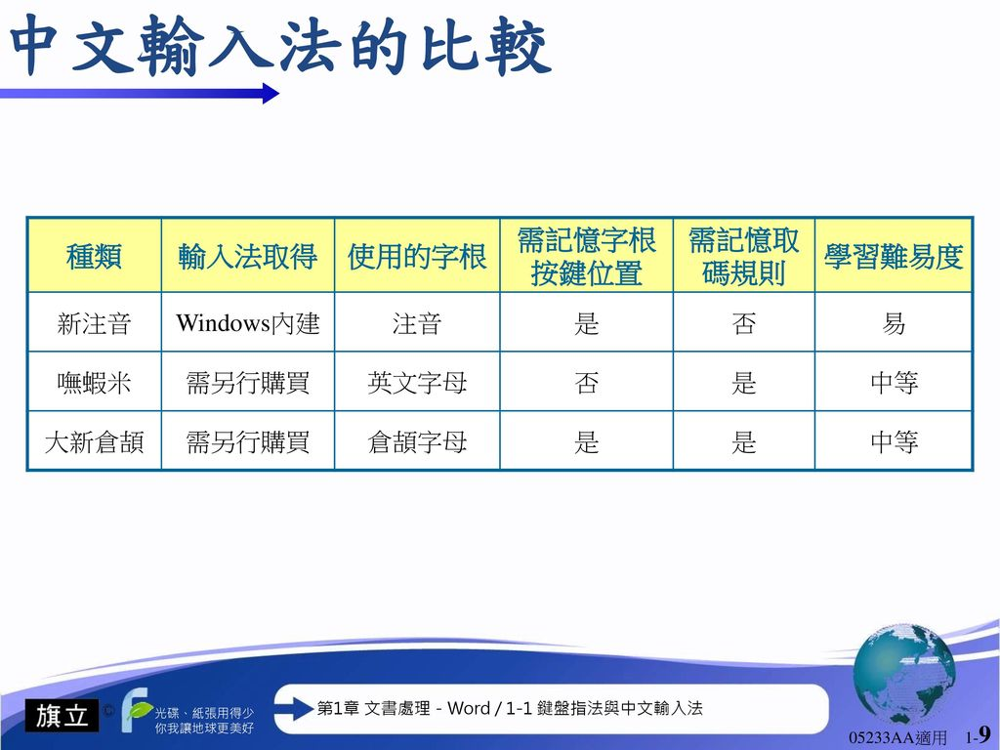 中文輸入法的比較
種類 輸入法取得 使用的字根 需記憶字根按鍵位置 需記憶取碼規則 學習難易度
新注音 Windows內建 注音 是 否 易
嘸蝦米 需另行購買 英文字母 否 是 中等
大新倉頡 需另行購買 倉頡字母 是 是 中等
旗立 © F 光碟、紙張用得少
你我讓地球更美好
第1章 文書處理 - Word / 1-1 鍵盤指法與中文輸入法
05233AA適用 1-9